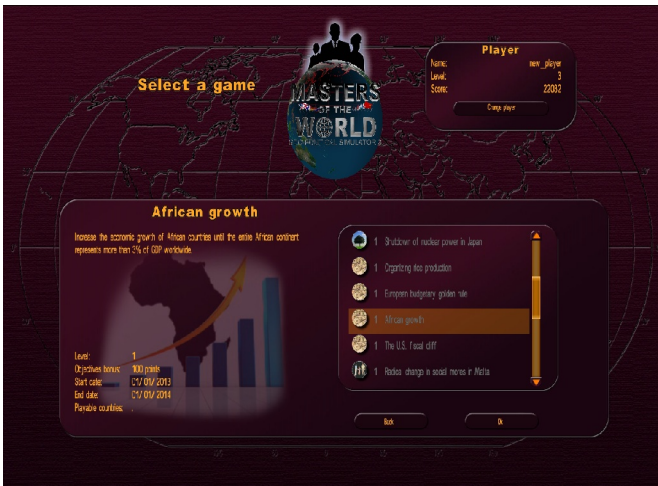 Select a game
MASTERS
OF THE
WORLD
GEOPOLITICAL SIMULATOR 3
Player
Name: new_player
Level: 3
Score: 22082
Change player
African growth
Increase the economic growth of African countries until the entire African continent
represents more than 3% of GDP worldwide.
Level: 1
Objectives bonus: 100 points
Start date: 01/01/2013
End date: 01/01/2014
Playable countries: .
1 Shutdown of nuclear power in Japan
1 Organizing rice production
1 European budgetary golden rule
1 African growth
1 The U.S. fiscal cliff
1 Radical change in social mores in Malta
Back
Ok